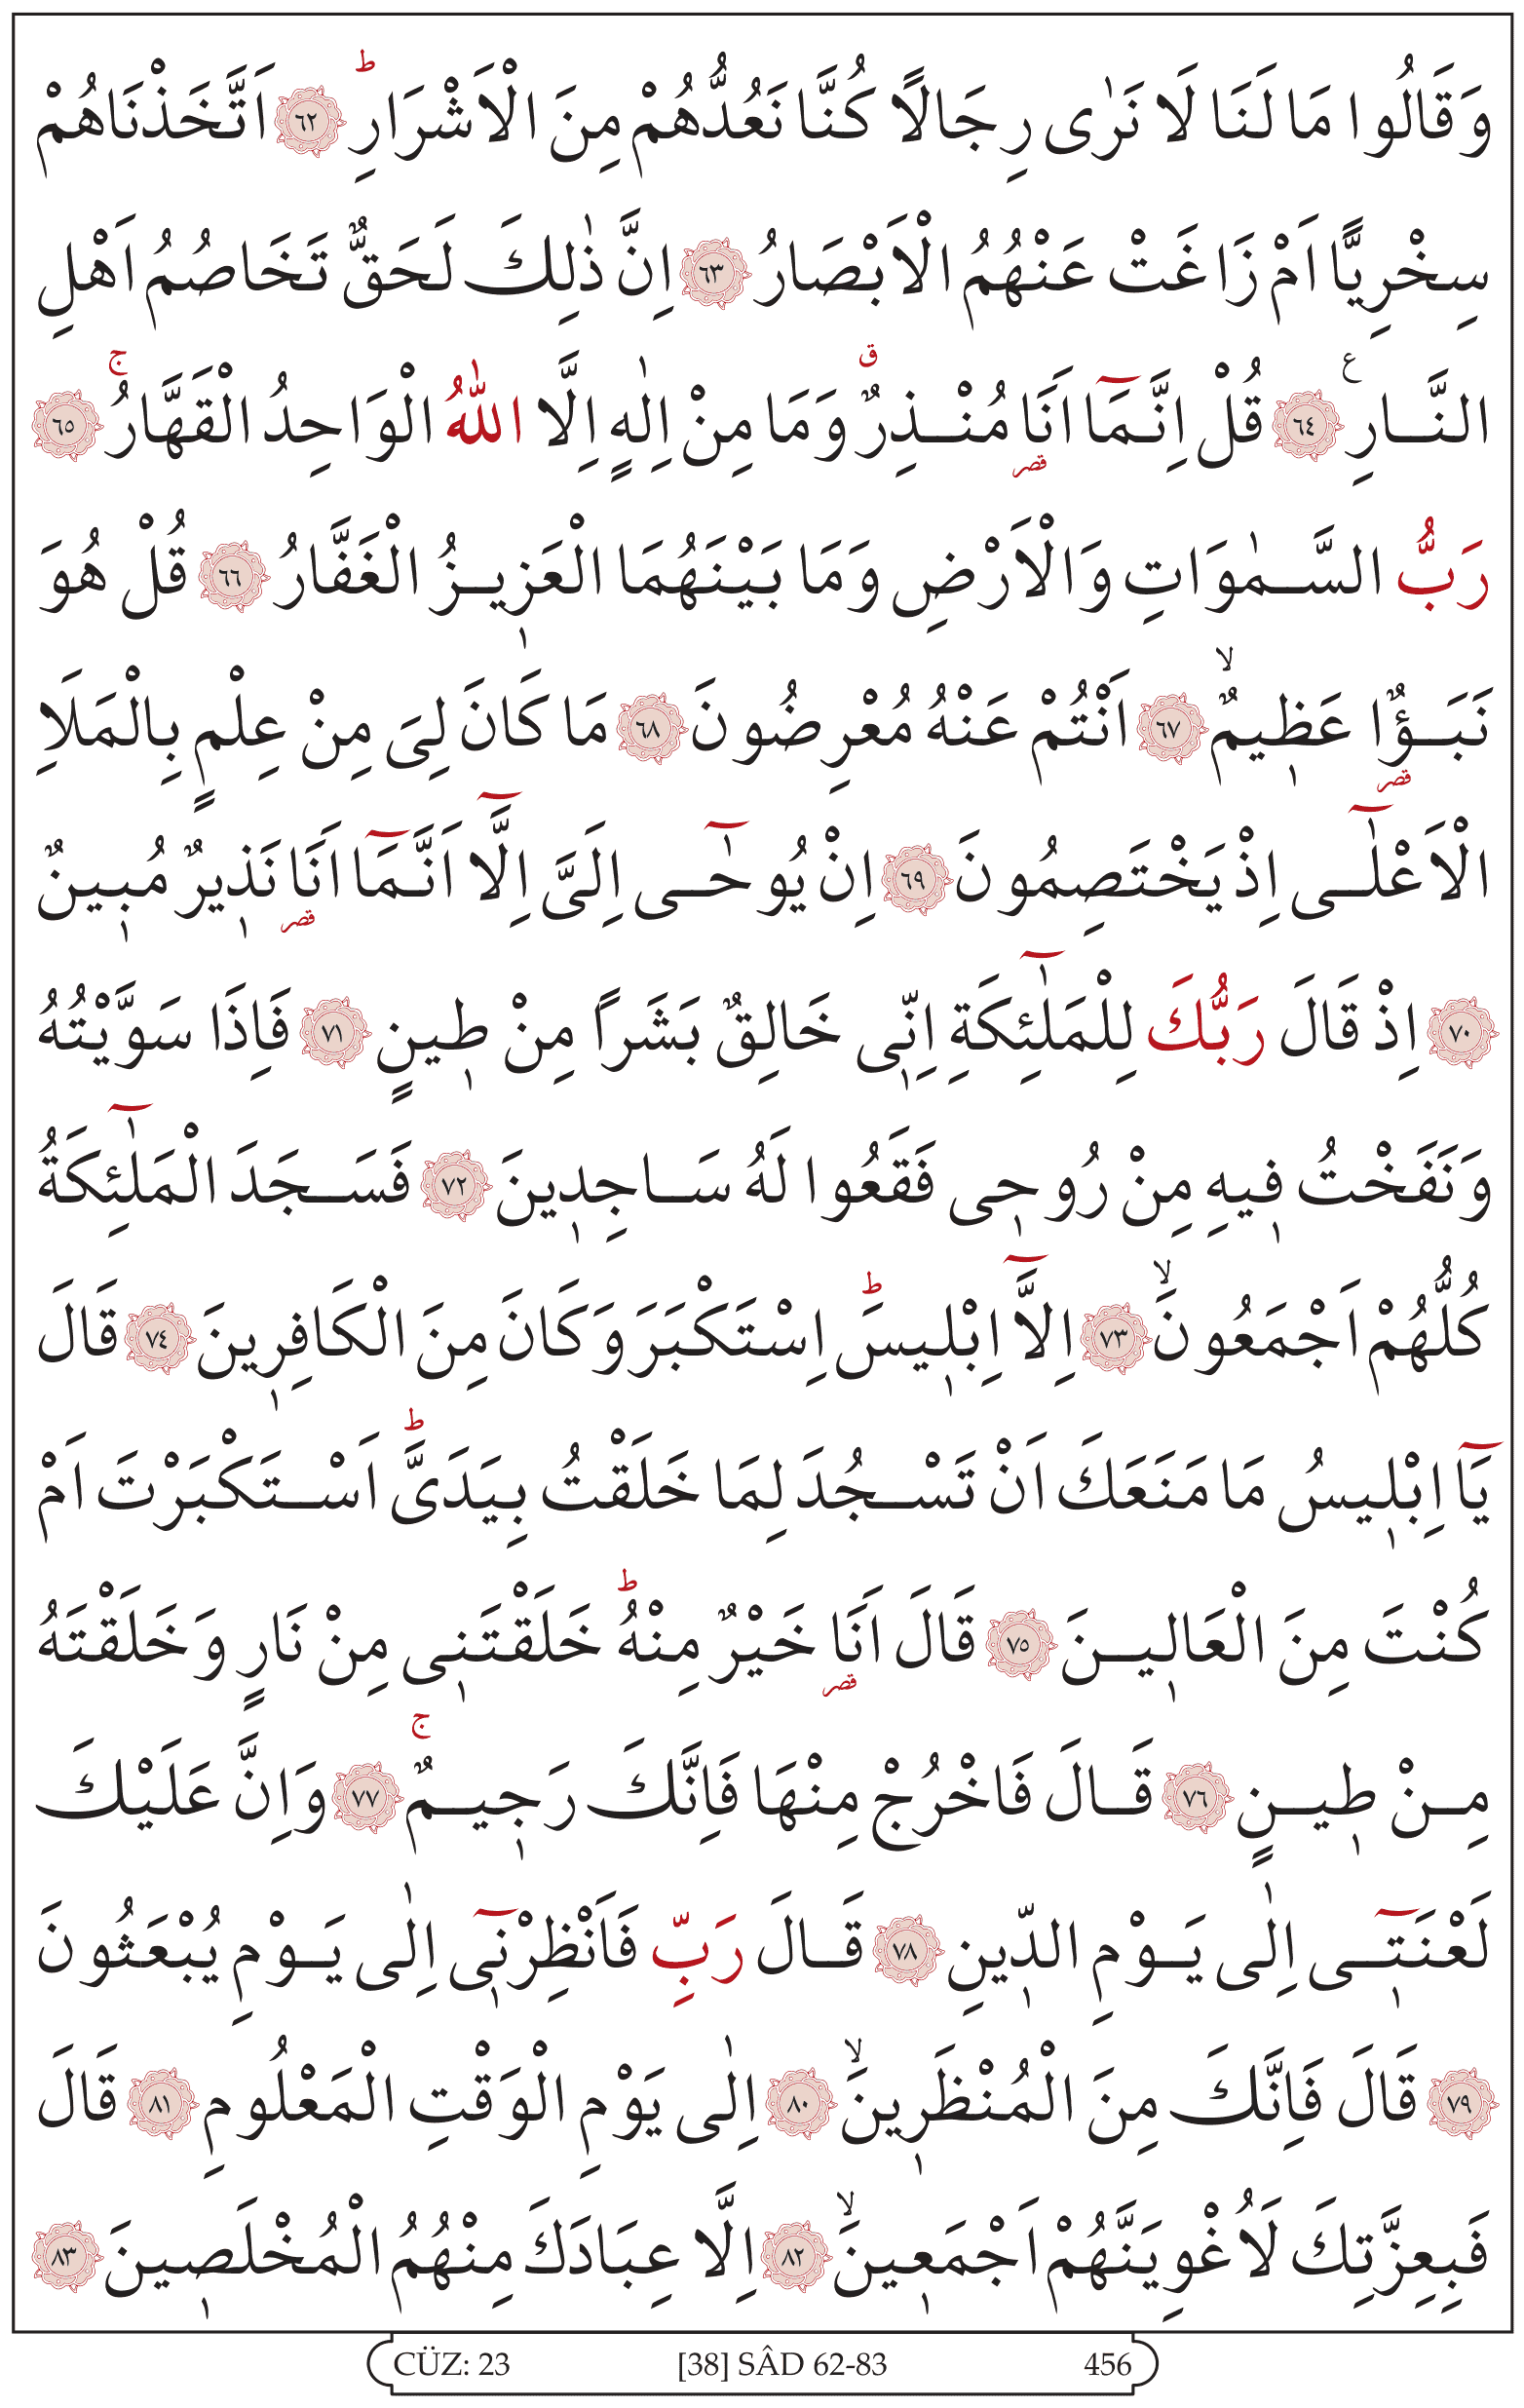 وَقَالُوا مَا لَنَا لَا نَرٰى رِجَالًا كُنَّا نَعُدُّهُمْ مِنَ الْاَشْرَارِۜ ﴿٦٢﴾ اَتَّخَذْنَاهُمْ
سِخْرِيًّا اَمْ زَاغَتْ عَنْهُمُ الْاَبْصَارُ ﴿٦٣﴾ اِنَّ ذٰلِكَ لَحَقٌّ تَخَاصُمُ اَهْلِ
النَّارِ ع ﴿٦٤﴾ قُلْ اِنَّمَٓا اَنَا۬ قصر مُنْذِرٌ ق وَمَا مِنْ اِلٰهٍ اِلَّا اللّٰهُ الْوَاحِدُ الْقَهَّارُۚ ﴿٦٥﴾
رَبُّ السَّمٰوَاتِ وَالْاَرْضِ وَمَا بَيْنَهُمَا الْعَزٖيزُ الْغَفَّارُ ﴿٦٦﴾ قُلْ هُوَ
نَبَؤٌا قصر عَظٖيمٌۙ ﴿٦٧﴾ اَنْتُمْ عَنْهُ مُعْرِضُونَ ﴿٦٨﴾ مَا كَانَ لِىَ مِنْ عِلْمٍ بِالْمَلَاِ
الْاَعْلٰٓى اِذْ يَخْتَصِمُونَ ﴿٦٩﴾ اِنْ يُوحٰٓى اِلَىَّ اِلَّٓا اَنَّمَٓا اَنَا قصر نَذٖيرٌ مُبٖينٌ
﴿٧٠﴾ اِذْ قَالَ رَبُّكَ لِلْمَلٰٓئِكَةِ اِنّٖى خَالِقٌ بَشَرًا مِنْ طٖينٍ ﴿٧١﴾ فَاِذَا سَوَّيْتُهُ
وَنَفَخْتُ فٖيهِ مِنْ رُوحٖى فَقَعُوا لَهُ سَاجِدٖينَ ﴿٧٢﴾ فَسَجَدَ الْمَلٰٓئِكَةُ
كُلُّهُمْ اَجْمَعُونَۙ ﴿٧٣﴾ اِلَّٓا اِبْلٖيسَ ط اِسْتَكْبَرَ وَكَانَ مِنَ الْكَافِرٖينَ ﴿٧٤﴾ قَالَ
يَٓا اِبْلٖيسُ مَا مَنَعَكَ اَنْ تَسْجُدَ لِمَا خَلَقْتُ بِيَدَىَّ ط اَسْتَكْبَرْتَ اَمْ
كُنْتَ مِنَ الْعَالٖينَ ﴿٧٥﴾ قَالَ اَنَا قصر خَيْرٌ مِنْهُ ط خَلَقْتَنٖى مِنْ نَارٍ وَخَلَقْتَهُ
مِنْ طٖينٍ ﴿٧٦﴾ قَالَ فَاخْرُجْ مِنْهَا فَاِنَّكَ رَجٖيمٌۚ ﴿٧٧﴾ وَاِنَّ عَلَيْكَ
لَعْنَتٖٓى اِلٰى يَوْمِ الدّٖينِ ﴿٧٨﴾ قَالَ رَبِّ فَاَنْظِرْنٖٓى اِلٰى يَوْمِ يُبْعَثُونَ
﴿٧٩﴾ قَالَ فَاِنَّكَ مِنَ الْمُنْظَرٖينَۙ ﴿٨٠﴾ اِلٰى يَوْمِ الْوَقْتِ الْمَعْلُومِ ﴿٨١﴾ قَالَ
فَبِعِزَّتِكَ لَاُغْوِيَنَّهُمْ اَجْمَعٖينَۙ ﴿٨٢﴾ اِلَّا عِبَادَكَ مِنْهُمُ الْمُخْلَصٖينَ ﴿٨٣﴾
CÜZ: 23 [38] SÂD 62-83 456